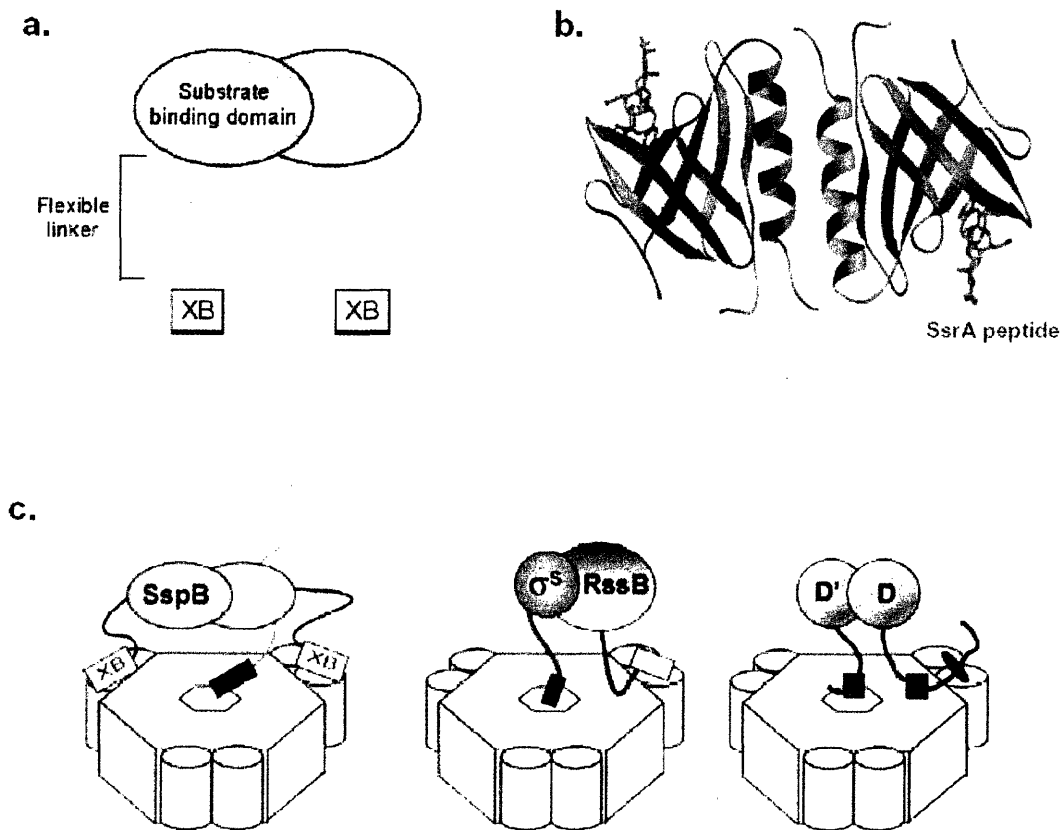 a.
Substrate
binding domain
Flexible
linker
XB
XB
b.
SsrA peptide
c.
SspB
XB
XB
σˢ
RssB
D'
D